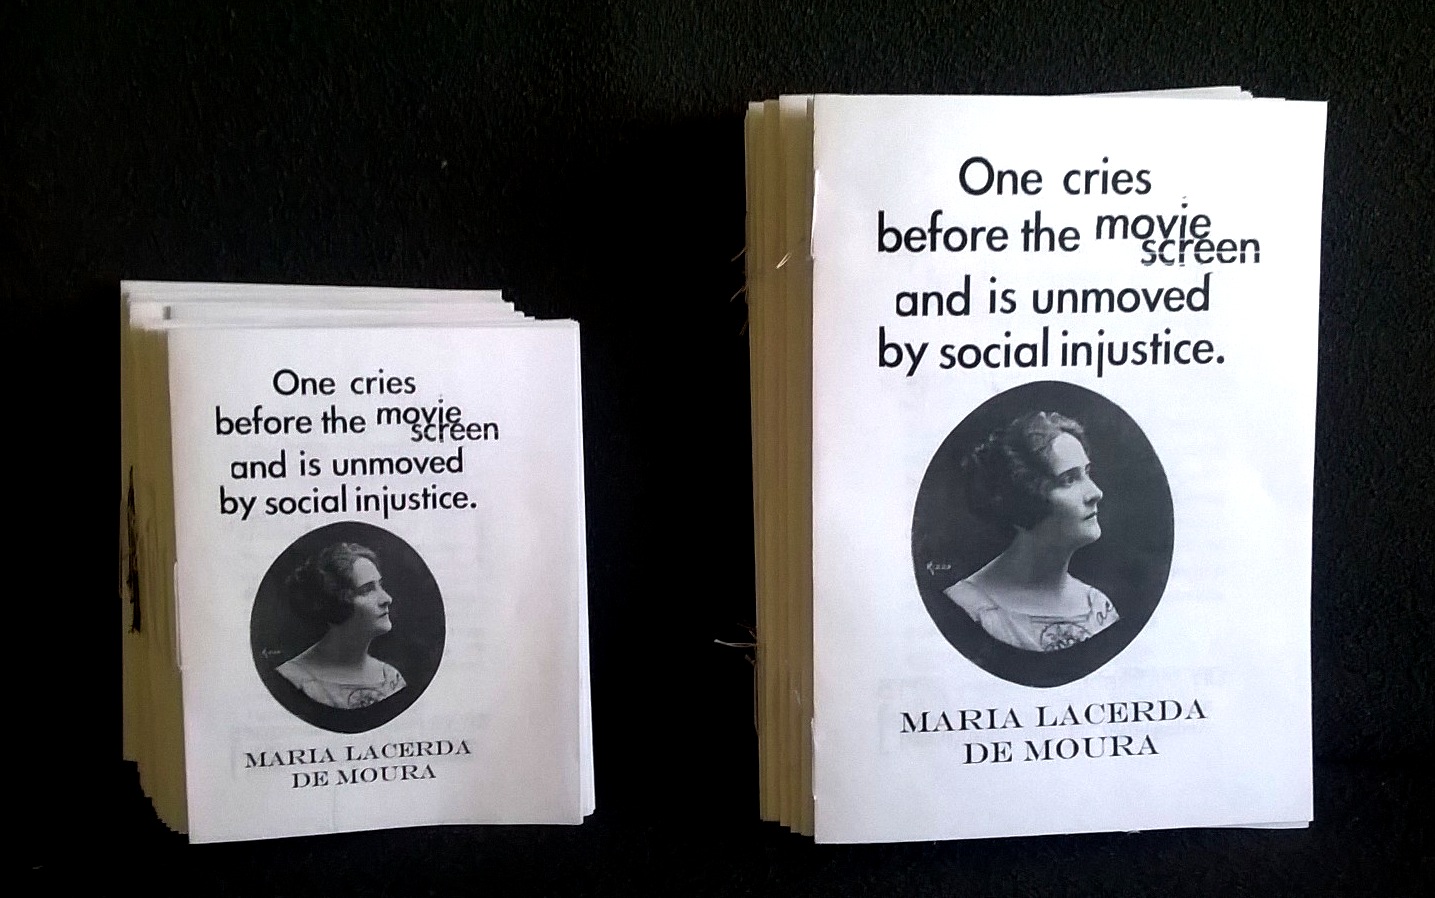 One cries
before the movie
screen
and is unmoved
by social injustice.
MARIA LACERDA
DE MOURA
One cries
before the movie
screen
and is unmoved
by social injustice.
MARIA LACERDA
DE MOURA